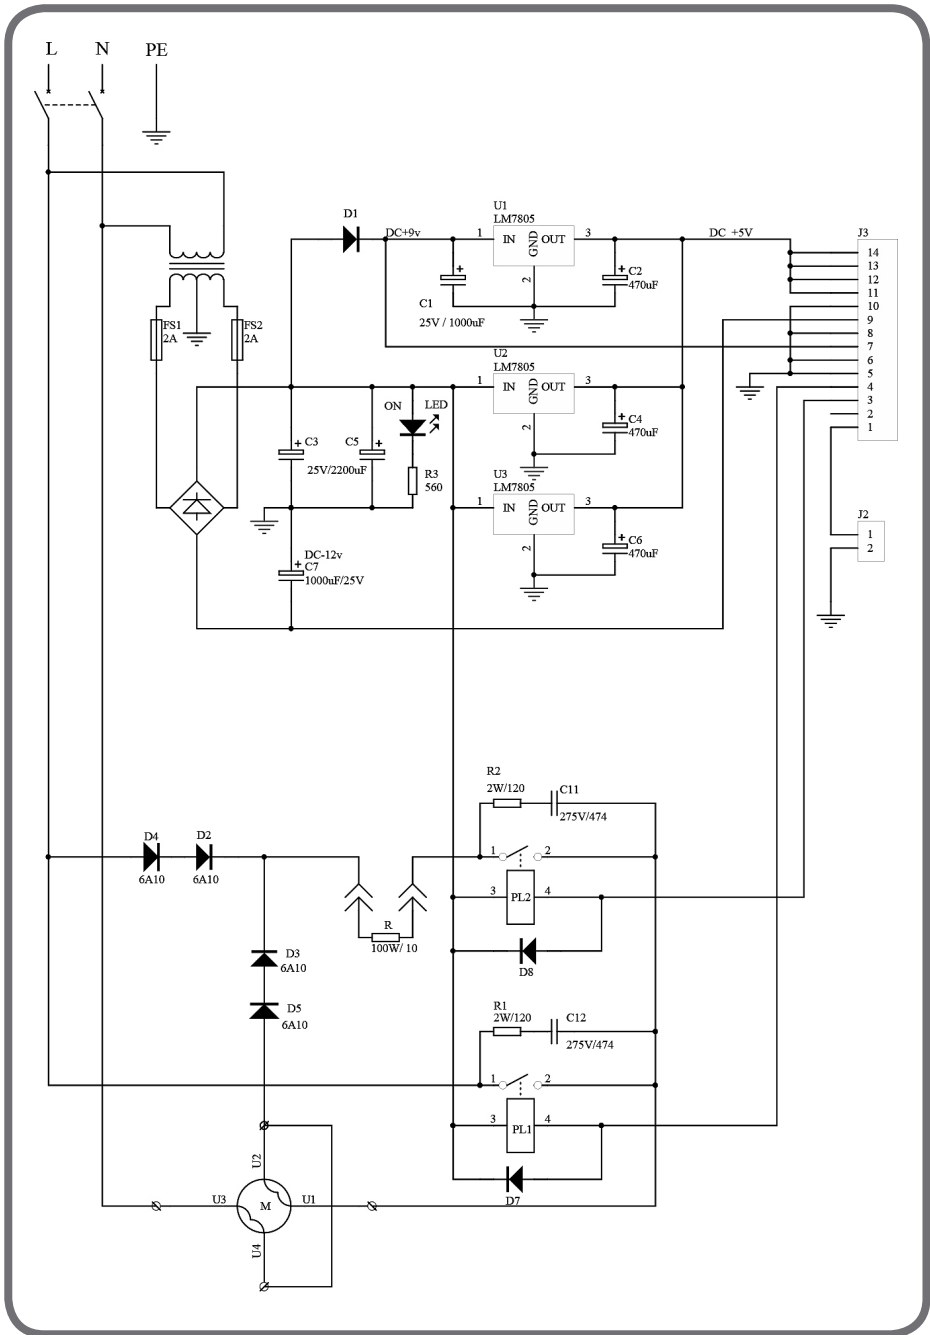 L N PE
D1
DC+9v
U1
LM7805
1 IN GND OUT 3
2
C1
25V / 1000uF
C2
470uF
DC +5V
J3
14
13
12
11
10
9
8
7
6
5
4
3
2
1
FS1
2A
FS2
2A
U2
LM7805
1 IN GND OUT 3
2
C4
470uF
ON LED
C3 C5
25V/2200uF
R3
560
U3
LM7805
1 IN GND OUT 3
2
C6
470uF
DC-12v
C7
1000uF/25V
J2
1
2
R2
2W/120
C11
275V/474
D4
6A10
D2
6A10
1 2
3 PL2 4
R
100W/ 10
D8
D3
6A10
D5
6A10
R1
2W/120
C12
275V/474
1 2
3 PL1 4
D7
U2
U3 M U1
U4